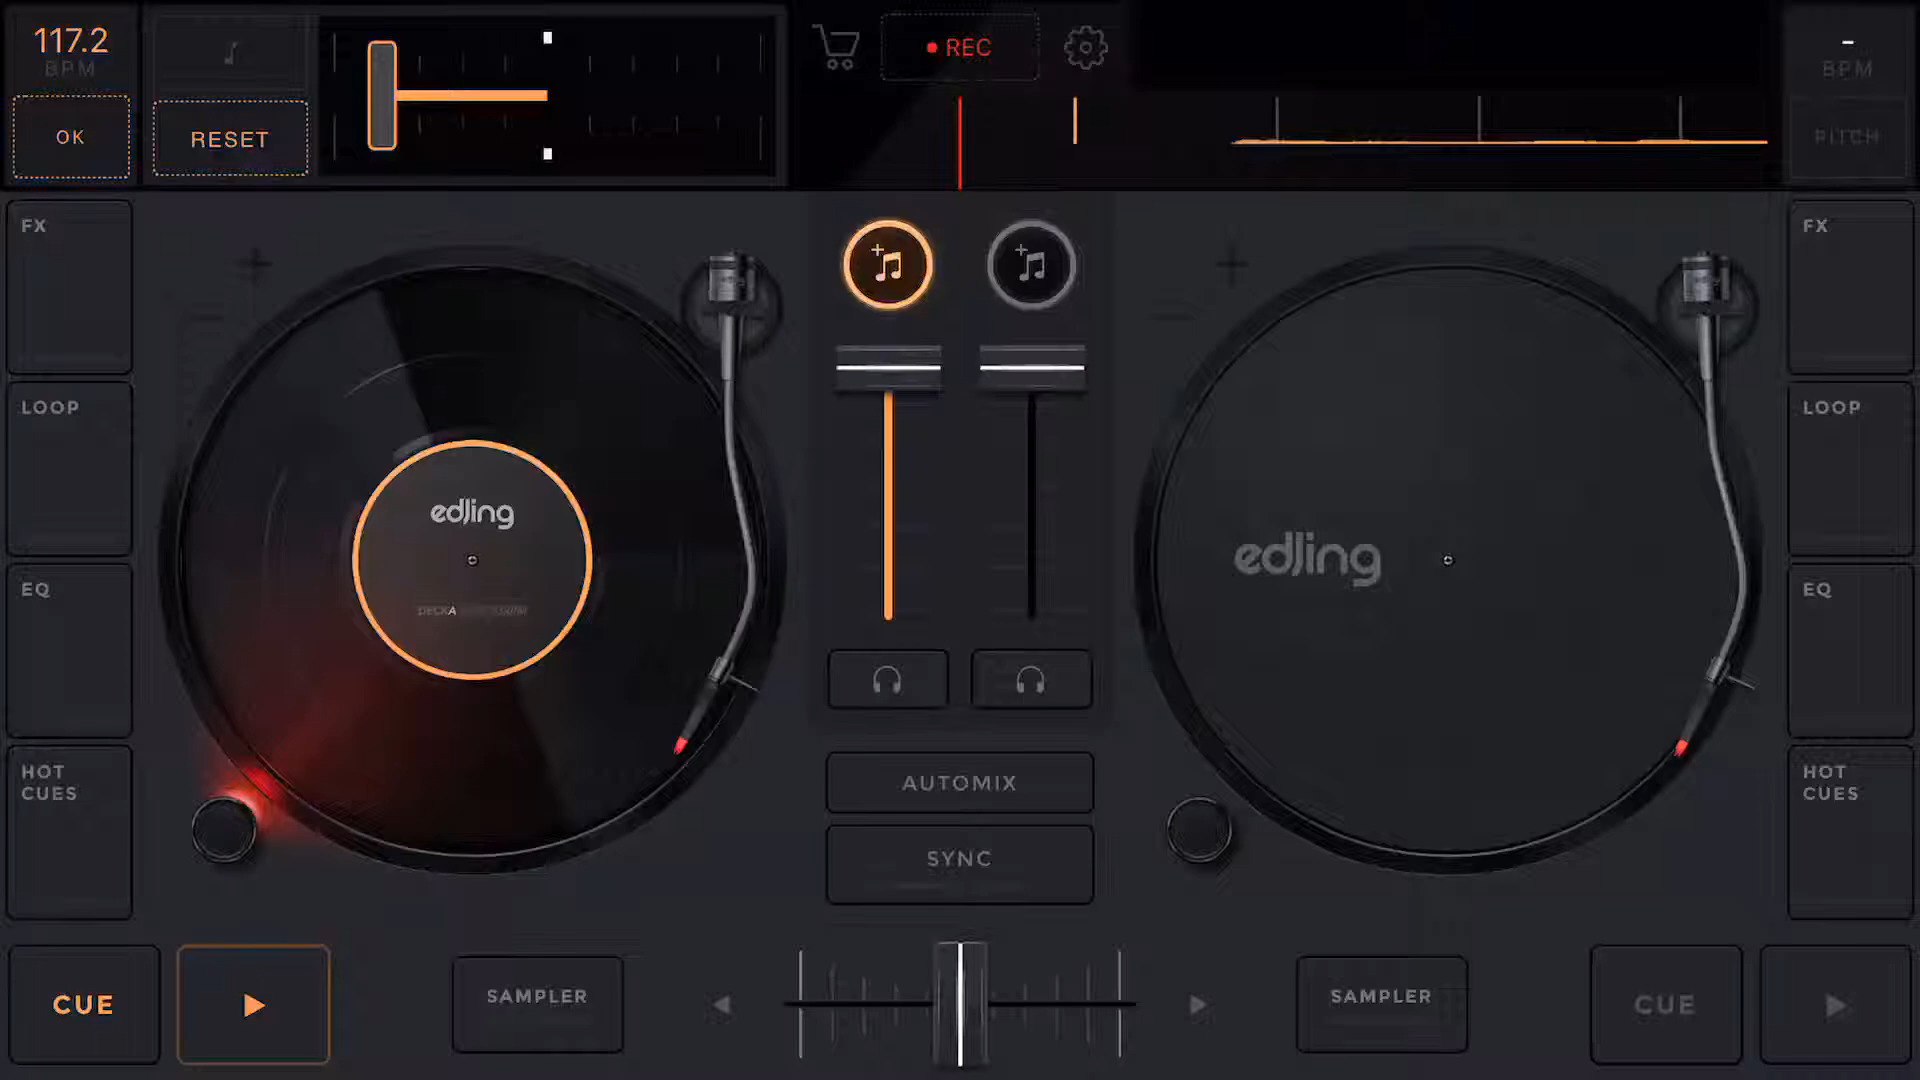 117.2
BPM
OK
RESET
REC
-
BPM
PITCH
FX
LOOP
EQ
HOT
CUES
edjing
DECKA
edjing
FX
LOOP
EQ
HOT
CUES
AUTOMIX
SYNC
CUE
SAMPLER
SAMPLER
CUE